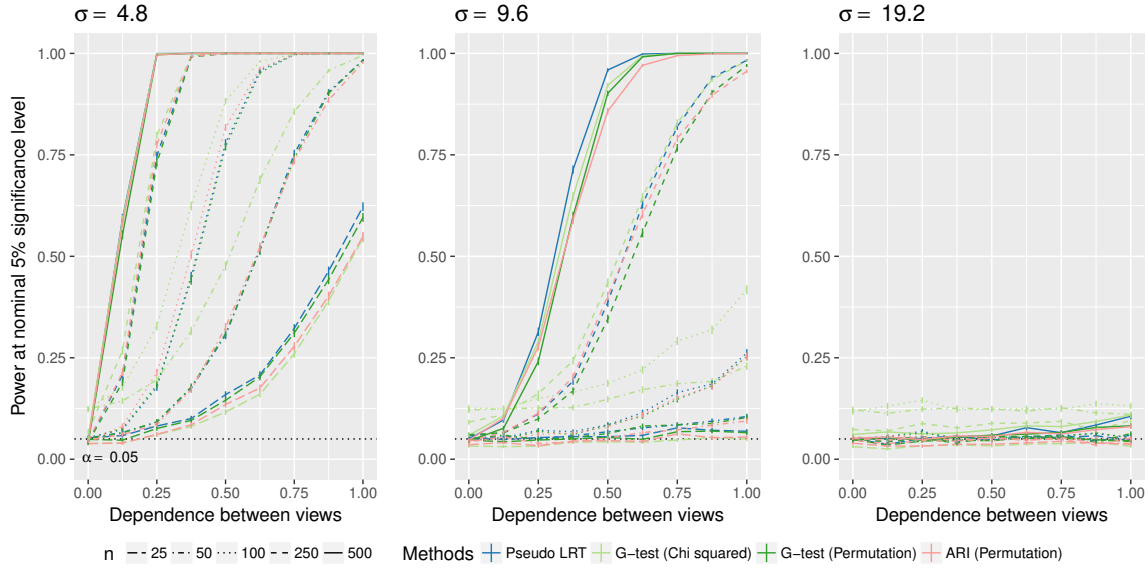 σ = 4.8
σ = 9.6
σ = 19.2
Power at nominal 5% significance level
1.00
0.75
0.50
0.25
0.00
α = 0.05
0.00 0.25 0.50 0.75 1.00
Dependence between views
1.00
0.75
0.50
0.25
0.00
0.00 0.25 0.50 0.75 1.00
Dependence between views
1.00
0.75
0.50
0.25
0.00
0.00 0.25 0.50 0.75 1.00
Dependence between views
n 25 50 100 250 500 Methods Pseudo LRT G−test (Chi squared) G−test (Permutation) ARI (Permutation)